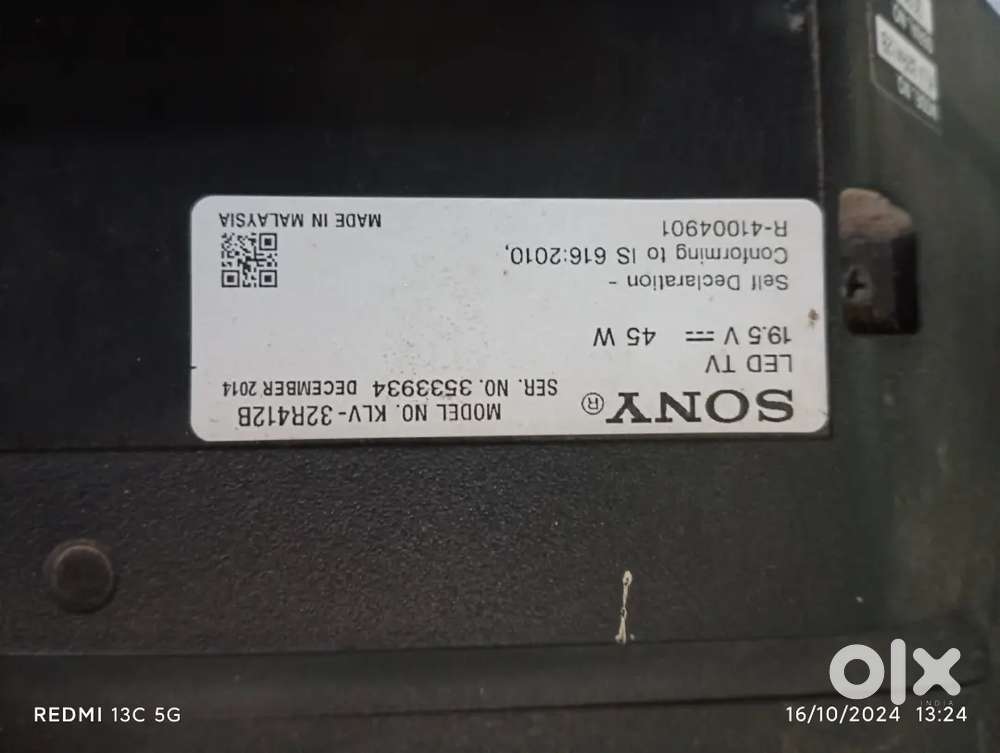 SONY®
MODEL NO. KLV-32R412B
SER. NO. 3533934 DECEMBER 2014
LED TV
19.5 V ⎓ 45 W
Self Declaration -
Conforming to IS 616:2010,
R-41004901
MADE IN MALAYSIA
olx
INDIA
REDMI 13C 5G
16/10/2024 13:24